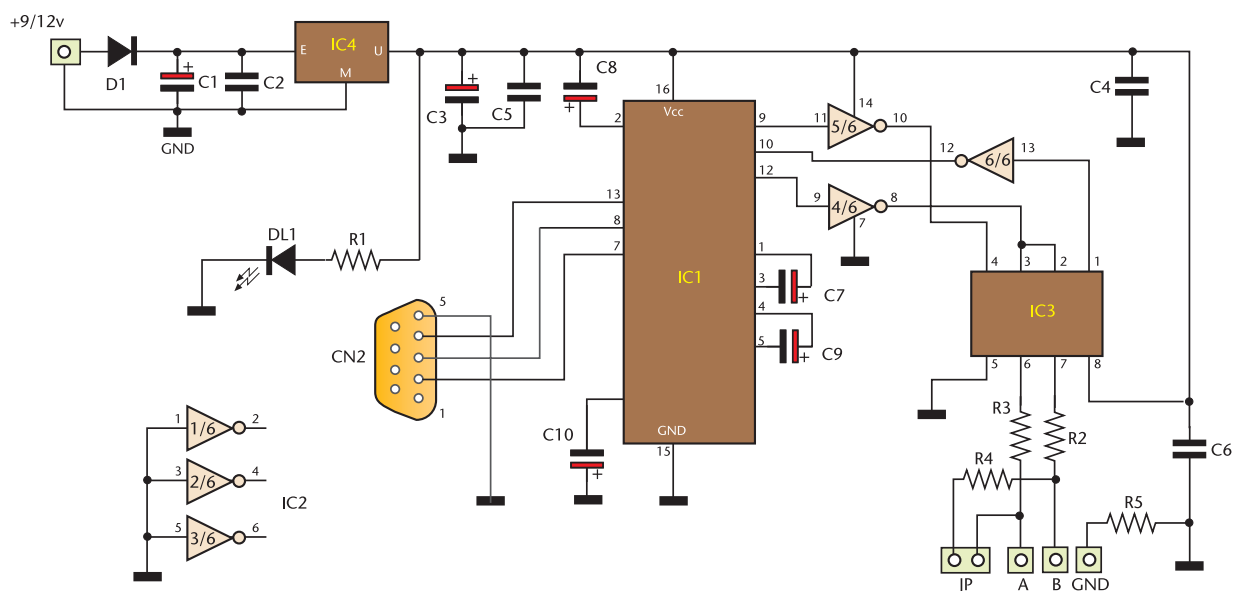 +9/12v
D1
+
C1
C2
E
IC4
U
M
GND
+
C3
C5
C8
+
16
Vcc
2
13
8
7
9
10
12
1
3
4
5
IC1
GND
15
11
5/6
14
10
12
6/6
13
9
4/6
8
7
C4
+
C7
+
C9
4
3
2
1
IC3
5
6
7
8
DL1
R1
CN2
5
1
C10
+
1
1/6
2
3
2/6
4
5
3/6
6
IC2
R3
R2
R4
C6
R5
IP
A
B
GND